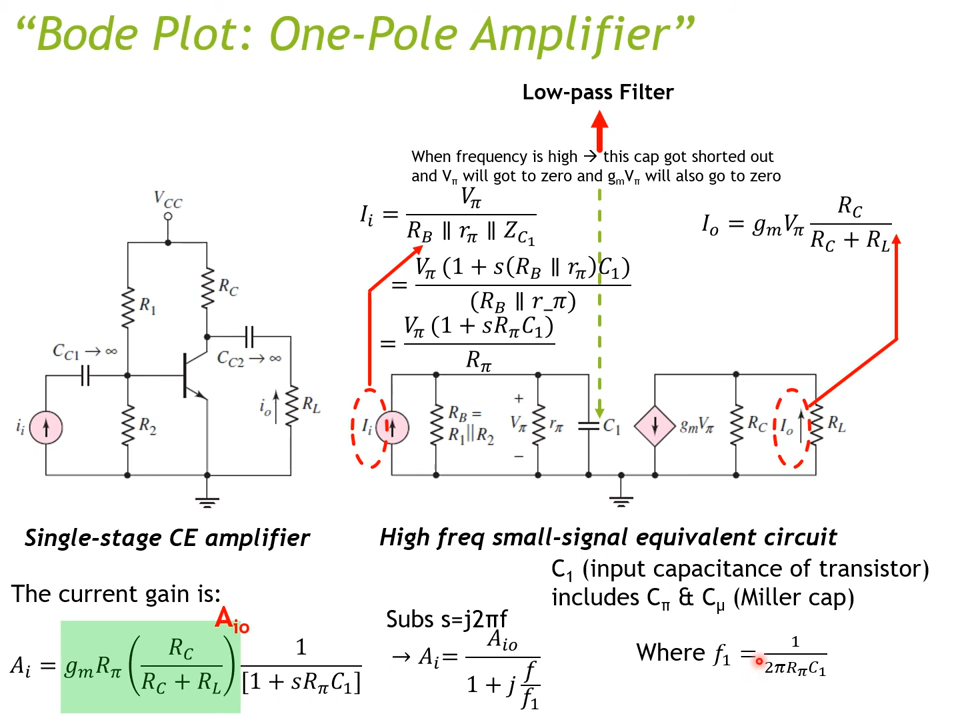 “Bode Plot: One-Pole Amplifier”
Low-pass Filter
When frequency is high → this cap got shorted out
and Vπ will got to zero and gmVπ will also go to zero
Ii = Vπ / (RB ∥ rπ ∥ ZC1)
= Vπ (1 + s(RB ∥ rπ)C1) / (RB ∥ r_π)
= Vπ (1 + sRπC1) / Rπ
Io = gmVπ RC / (RC + RL)
VCC
R1
RC
CC1 → ∞
CC2 → ∞
ii
R2
io
RL
Ii
RB =
R1||R2
+
Vπ
−
rπ
C1
gmVπ
RC
Io
RL
Single-stage CE amplifier
High freq small-signal equivalent circuit
C1 (input capacitance of transistor)
includes Cπ & Cμ (Miller cap)
The current gain is:
Aio
Ai = gmRπ (RC / (RC + RL)) 1 / [1 + sRπC1]
Subs s=j2πf
→ Ai= Aio / (1 + j f/f1)
Where f1 = 1 / 2πRπC1